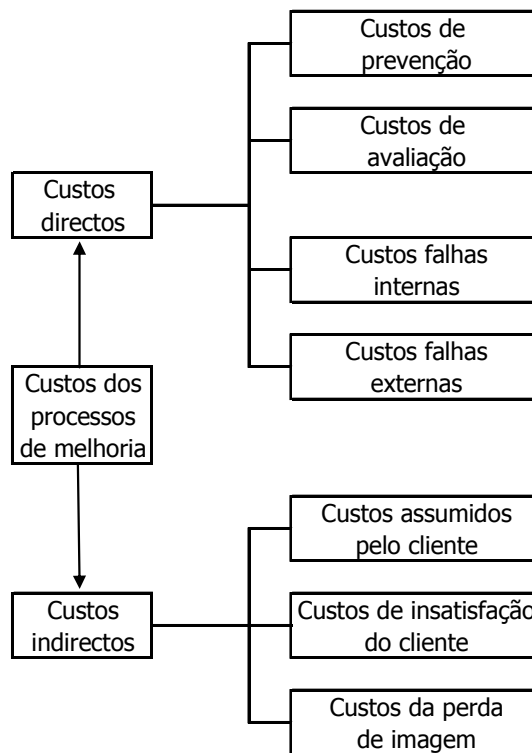 Custos de
prevenção
Custos de
avaliação
Custos
directos
Custos falhas
internas
Custos falhas
externas
Custos dos
processos
de melhoria
Custos assumidos
pelo cliente
Custos
indirectos
Custos de insatisfação
do cliente
Custos da perda
de imagem